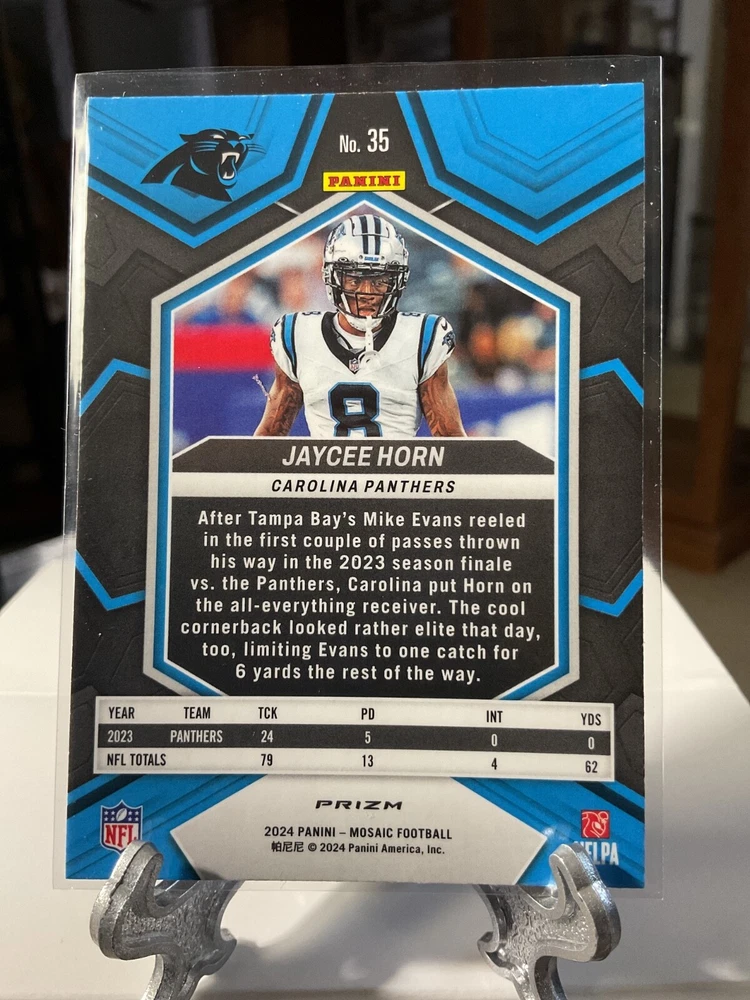 No. 35
PANINI
8
8
JAYCEE HORN
CAROLINA PANTHERS
After Tampa Bay's Mike Evans reeled
in the first couple of passes thrown
his way in the 2023 season finale
vs. the Panthers, Carolina put Horn on
the all-everything receiver. The cool
cornerback looked rather elite that day,
too, limiting Evans to one catch for
6 yards the rest of the way.
YEAR TEAM TCK PD INT YDS
2023 PANTHERS 24 5 0 0
NFL TOTALS 79 13 4 62
PRIZM
2024 PANINI – MOSAIC FOOTBALL
帕尼尼 © 2024 Panini America, Inc.
NFL
NFLPA